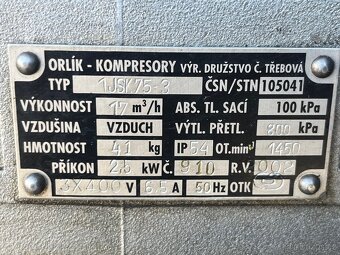 ORLÍK - KOMPRESORY VÝR. DRUŽSTVO Č. TŘEBOVÁ
TYP 1JSK75-3 ČSN/STN 105041
VÝKONNOST 17 m³/h ABS. TL. SACÍ 100 kPa
VZDUŠINA VZDUCH VÝTL. PŘETL. 800 kPa
HMOTNOST 41 kg IP 54 OT. min⁻¹ 1450
PŘÍKON kW Č. 910 R.V. 002
3X400 V 6.5 A 50 Hz OTK